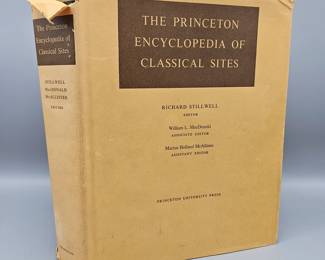 The Princeton
Encyclopedia of
Classical Sites
STILLWELL
MacDONALD
McALLISTER
EDITORS
THE PRINCETON
ENCYCLOPEDIA OF
CLASSICAL SITES
RICHARD STILLWELL
EDITOR
William L. MacDonald
ASSOCIATE EDITOR
Marian Holland McAllister
ASSISTANT EDITOR
PRINCETON UNIVERSITY PRESS